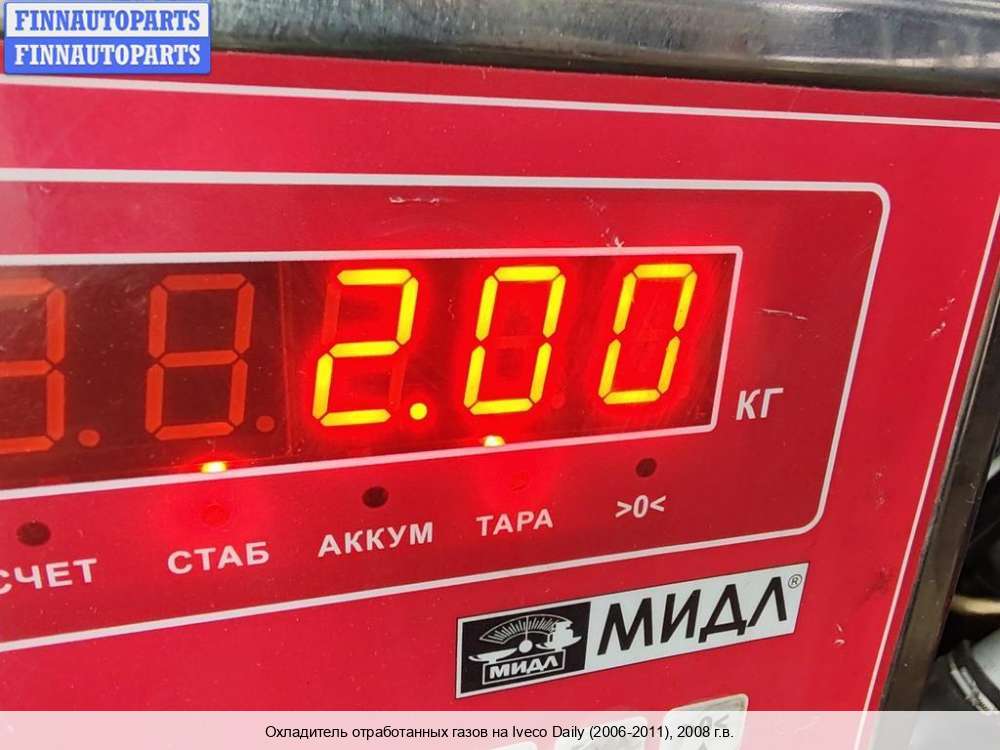 FINNAUTOPARTS
FINNAUTOPARTS
2.00
КГ
СЧЕТ
СТАБ
АККУМ
ТАРА
>0<
МИДЛ
МИДЛ®
>0<
Охладитель отработанных газов на Iveco Daily (2006-2011), 2008 г.в.